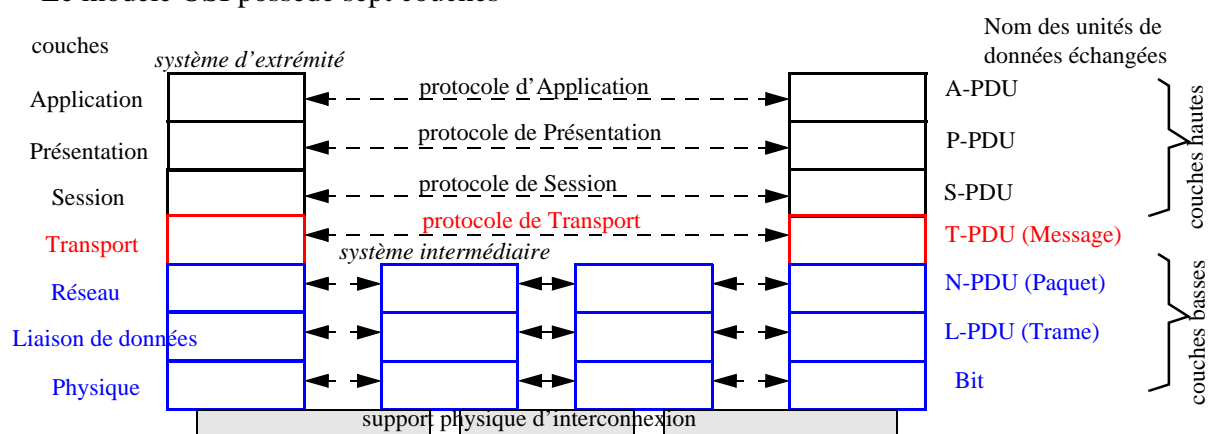 Le modèle OSI possède sept couches
couches
système d'extrémité
Nom des unités de
données échangées
Application
protocole d'Application
A-PDU
Présentation
protocole de Présentation
P-PDU
Session
protocole de Session
S-PDU
couches hautes
Transport
protocole de Transport
T-PDU (Message)
système intermédiaire
Réseau
N-PDU (Paquet)
Liaison de données
L-PDU (Trame)
Physique
Bit
couches basses
support physique d'interconnexion